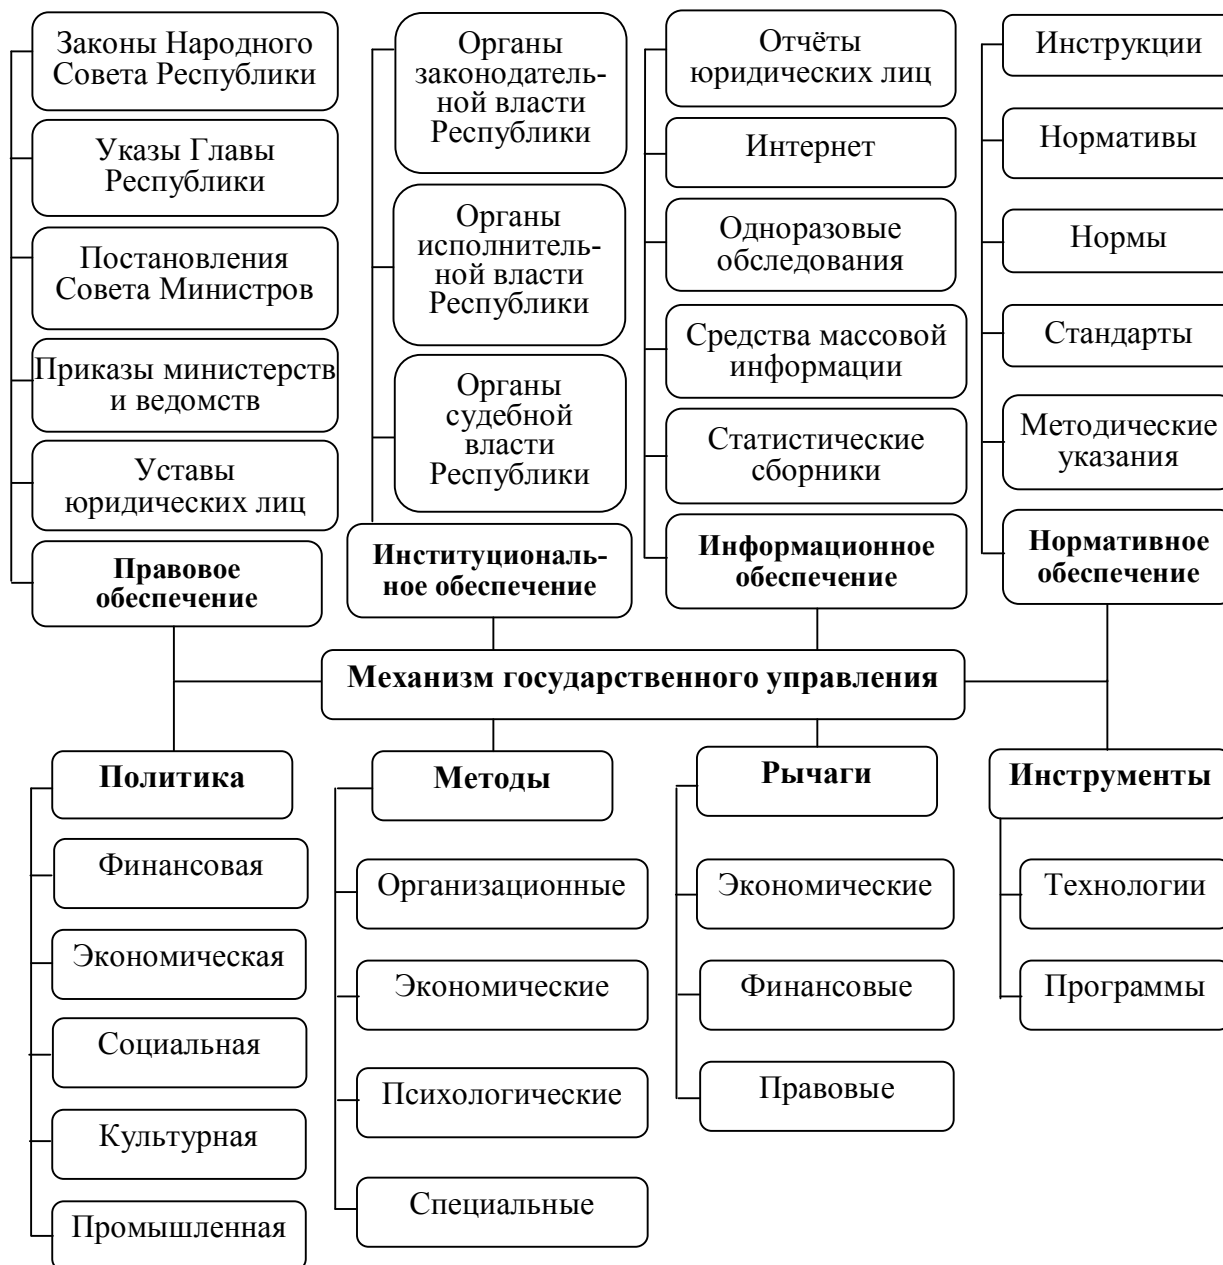 Законы Народного
Совета Республики
Указы Главы
Республики
Постановления
Совета Министров
Приказы министерств
и ведомств
Уставы
юридических лиц
Правовое
обеспечение
Органы
законодатель-
ной власти
Республики
Органы
исполнитель-
ной власти
Республики
Органы
судебной
власти
Республики
Институциональ-
ное обеспечение
Отчёты
юридических лиц
Интернет
Одноразовые
обследования
Средства массовой
информации
Статистические
сборники
Информационное
обеспечение
Инструкции
Нормативы
Нормы
Стандарты
Методические
указания
Нормативное
обеспечение
Механизм государственного управления
Политика
Финансовая
Экономическая
Социальная
Культурная
Промышленная
Методы
Организационные
Экономические
Психологические
Специальные
Рычаги
Экономические
Финансовые
Правовые
Инструменты
Технологии
Программы